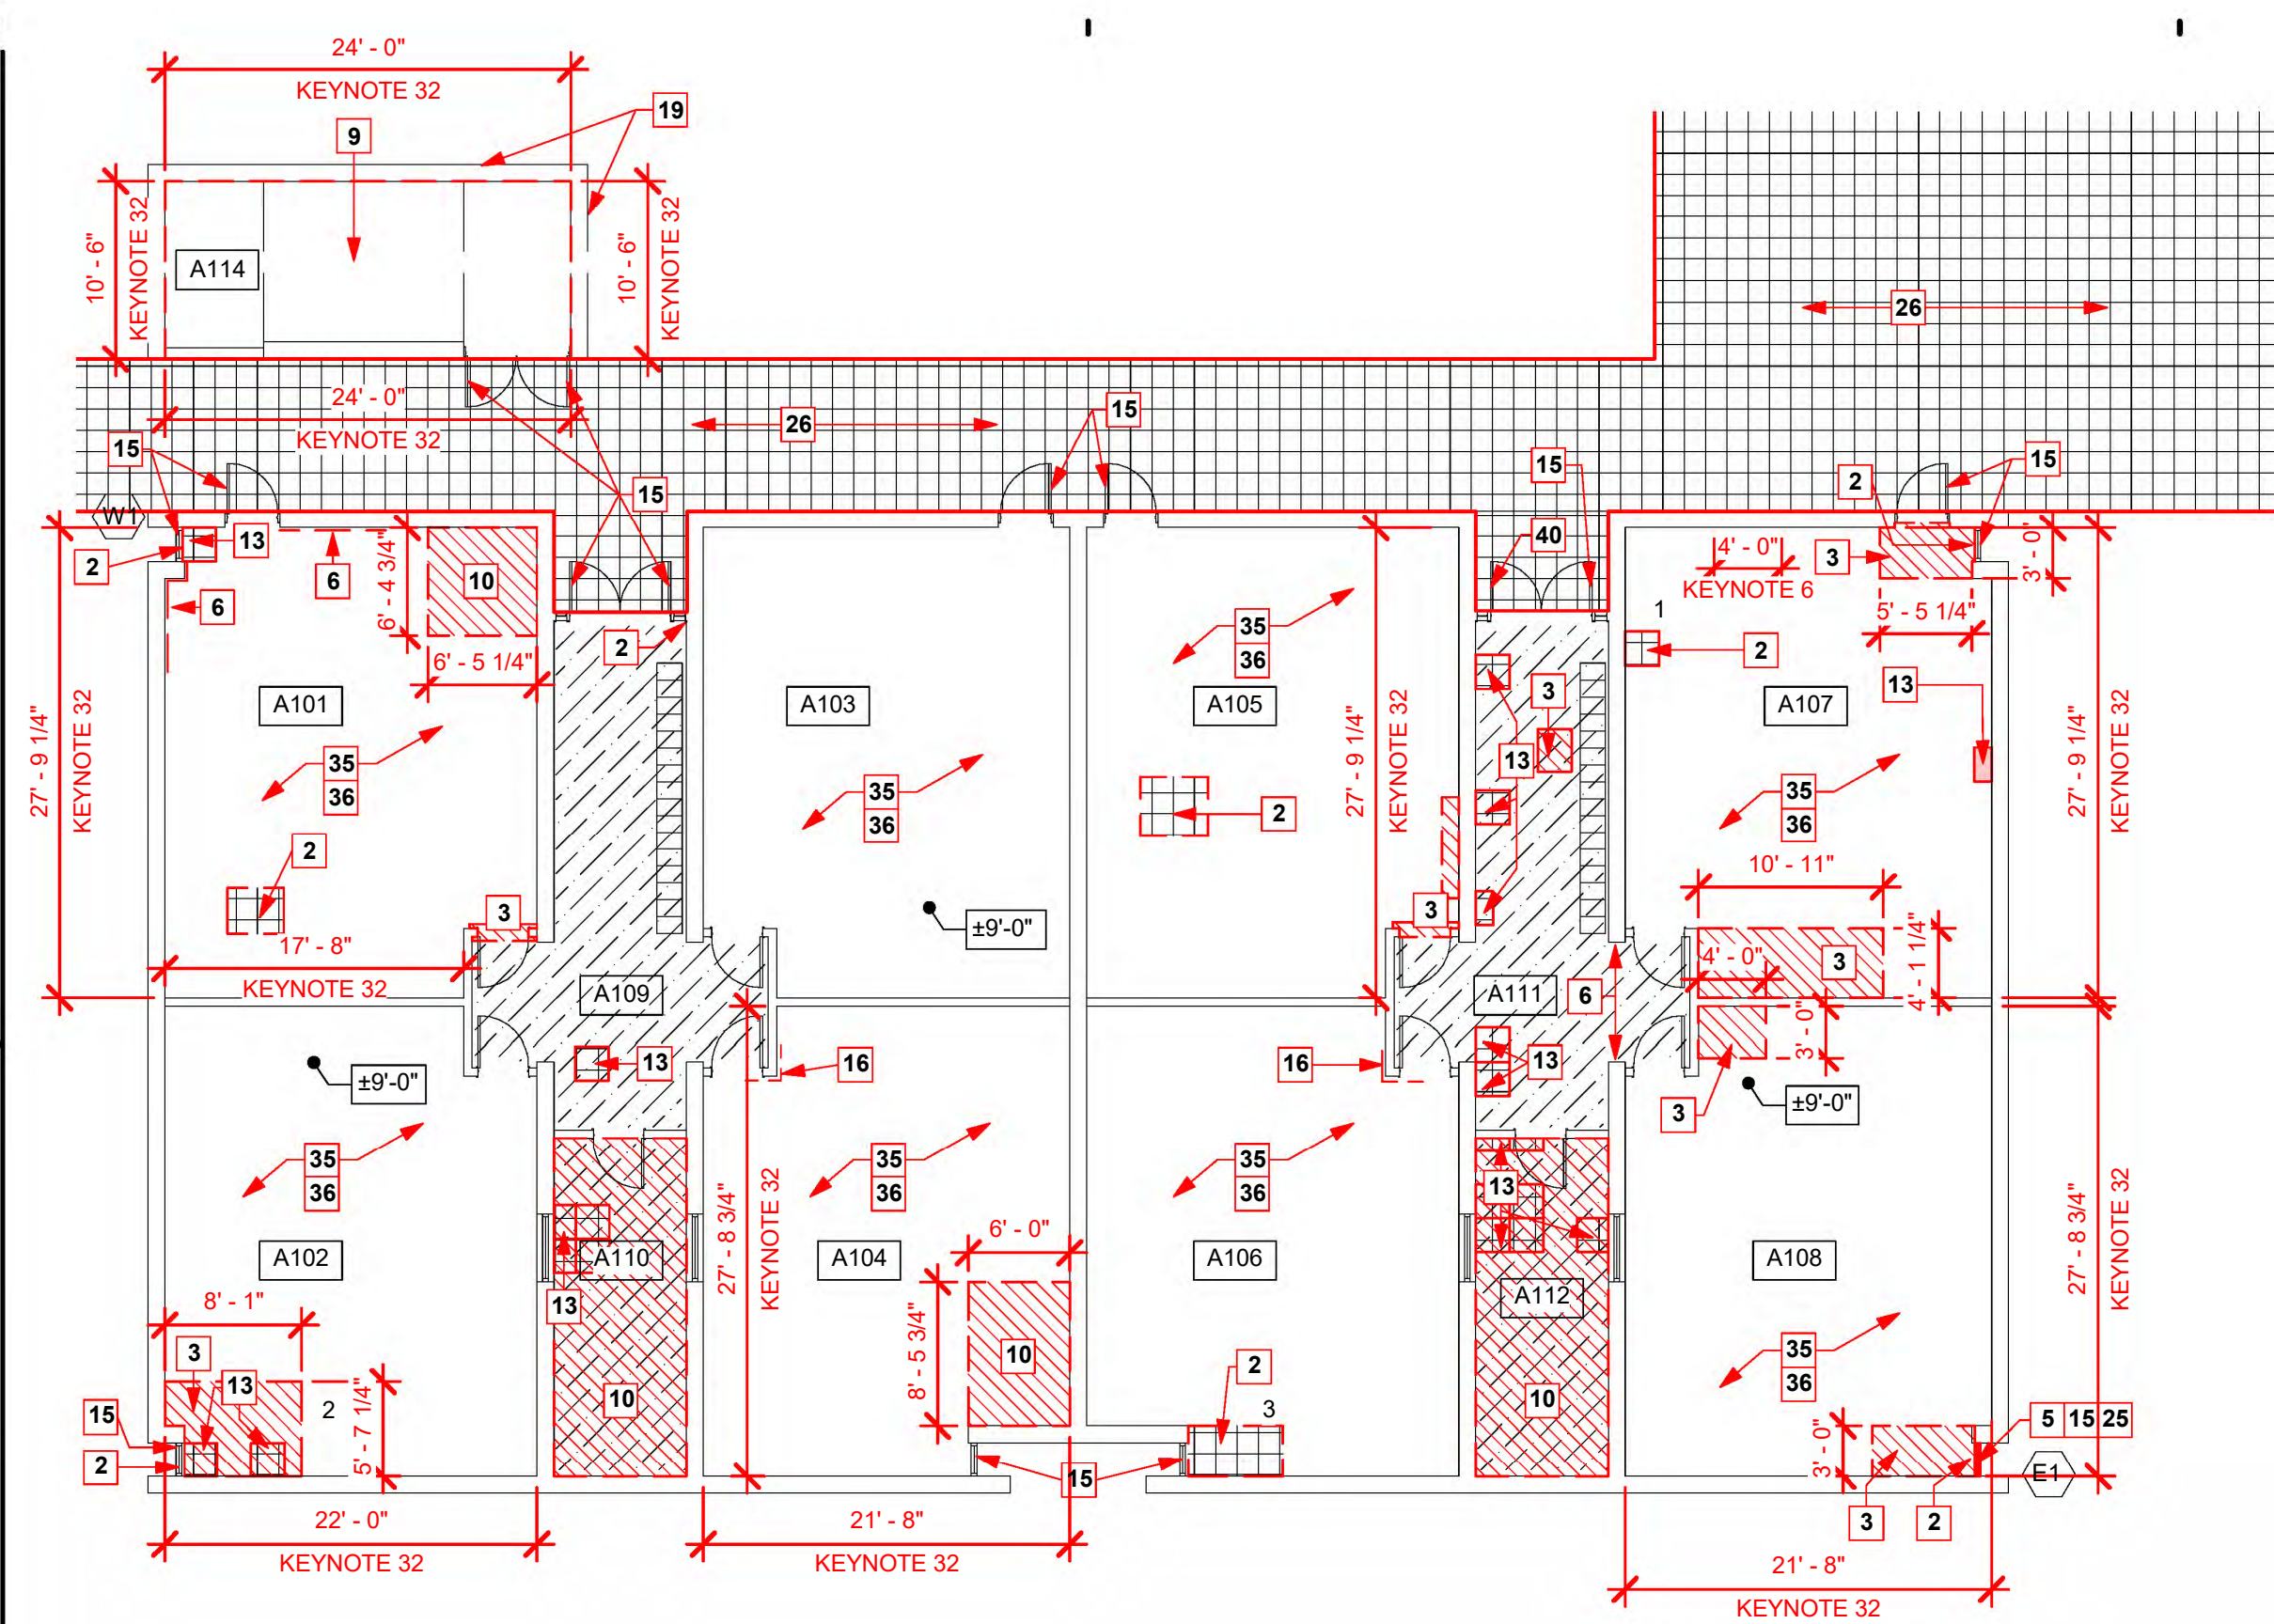 24' - 0"
KEYNOTE 32
19
9
10' - 6"
KEYNOTE 32
A114
10' - 6"
KEYNOTE 32
26
24' - 0"
KEYNOTE 32
26
15
15
15
15
2
15
W1
2
13
6
6
6' - 4 3/4"
10
6' - 5 1/4"
2
40
4' - 0"
KEYNOTE 6
3
3' - 0"
5' - 5 1/4"
1
2
13
35
36
3
13
A101
A103
A105
A107
27' - 9 1/4"
KEYNOTE 32
35
36
35
36
2
27' - 9 1/4"
KEYNOTE 32
35
36
27' - 9 1/4"
KEYNOTE 32
2
10' - 11"
3
3
±9'-0"
17' - 8"
KEYNOTE 32
A109
A111
6
4' - 0"
3
4' - 1 1/4"
3' - 0"
±9'-0"
13
16
16
13
3
±9'-0"
35
36
35
36
35
36
13
27' - 8 3/4"
KEYNOTE 32
27' - 8 3/4"
KEYNOTE 32
A102
A110
A104
6' - 0"
A106
A112
A108
8' - 1"
13
8' - 5 3/4"
10
35
36
3
13
2
5' - 7 1/4"
10
2
3
10
15
2
15
3' - 0"
5 15 25
E1
3
2
22' - 0"
KEYNOTE 32
21' - 8"
KEYNOTE 32
21' - 8"
KEYNOTE 32